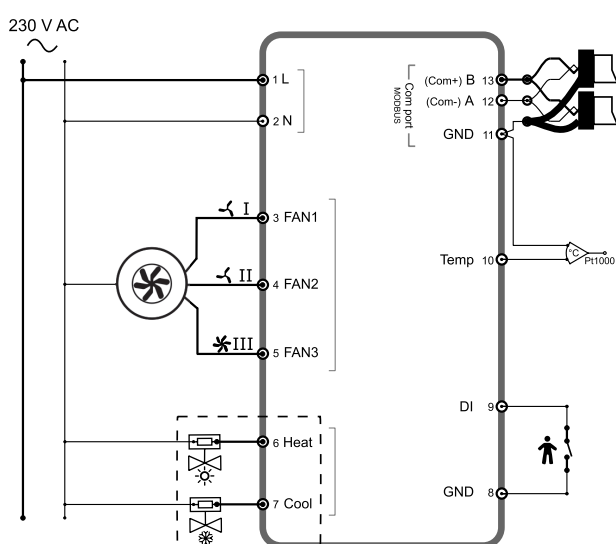 230 V AC
1 L
2 N
(Com+) B 13
(Com-) A 12
GND 11
Com port
MODBUS
I
3 FAN1
II
4 FAN2
III
5 FAN3
Temp 10
°C
Pt1000
DI 9
6 Heat
GND 8
7 Cool